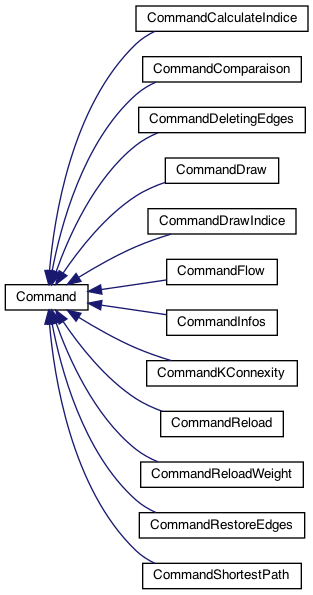 CommandCalculateIndice
CommandComparaison
CommandDeletingEdges
CommandDraw
CommandDrawIndice
CommandFlow
Command
CommandInfos
CommandKConnexity
CommandReload
CommandReloadWeight
CommandRestoreEdges
CommandShortestPath